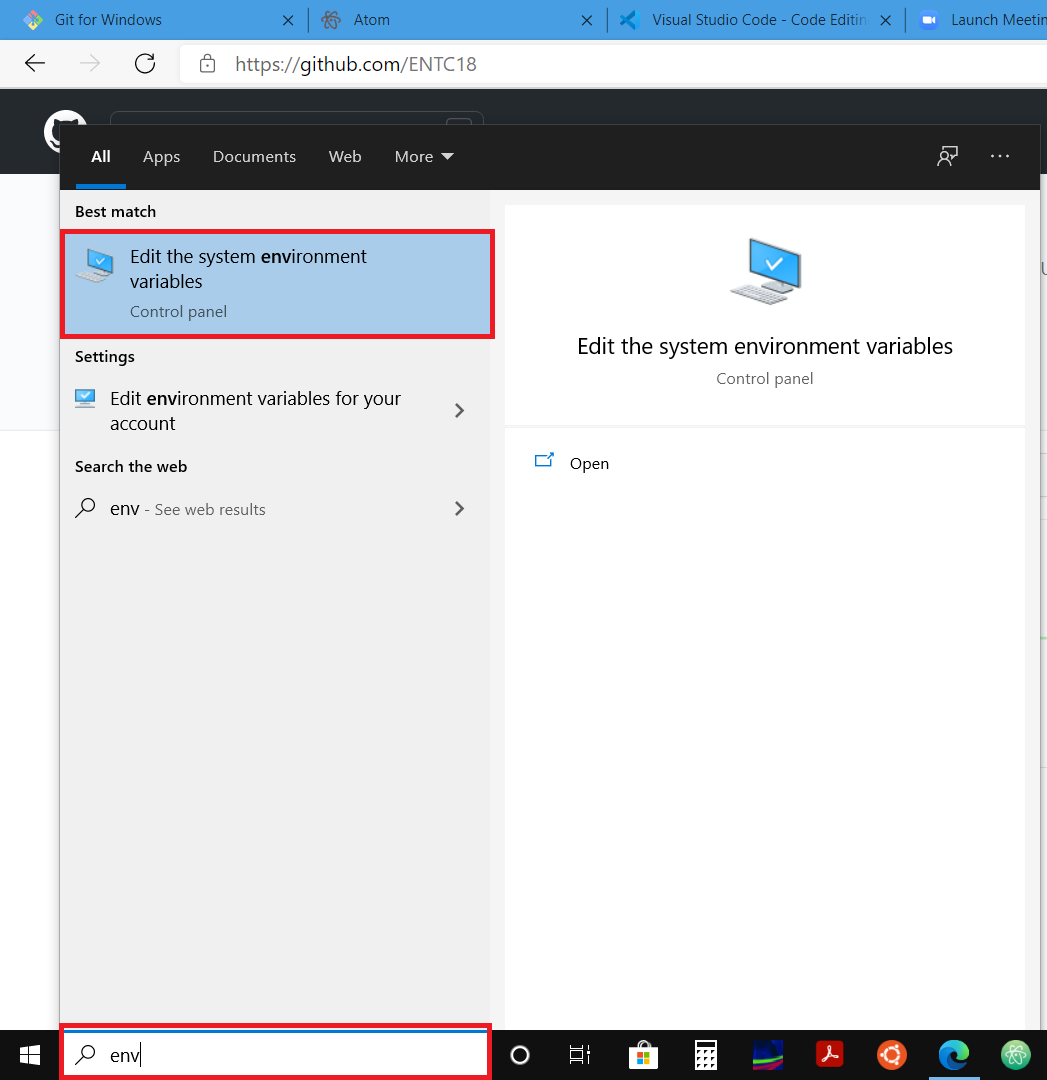 Git for Windows
Atom
Visual Studio Code - Code Editin
Launch Meetin
https://github.com/ENTC18
All
Apps
Documents
Web
More
Best match
Edit the system environment
variables
Control panel
Settings
Edit environment variables for your
account
Search the web
env - See web results
Edit the system environment variables
Control panel
Open
env